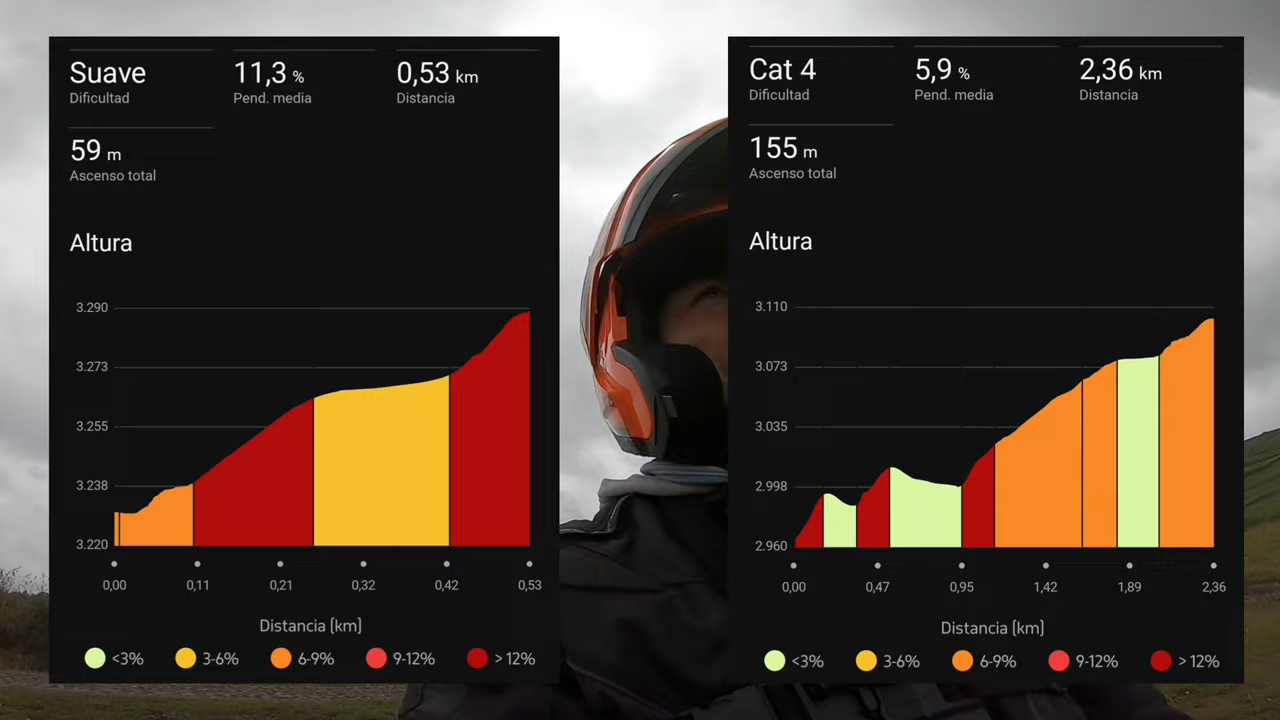 Suave
11,3 %
0,53 km
Dificultad
Pend. media
Distancia
59 m
Ascenso total
Altura
3.290
3.273
3.255
3.238
3.220
0,00
0,11
0,21
0,32
0,42
0,53
Distancia (km)
<3%
3-6%
6-9%
9-12%
> 12%
Cat 4
5,9 %
2,36 km
Dificultad
Pend. media
Distancia
155 m
Ascenso total
Altura
3.110
3.073
3.035
2.998
2.960
0,00
0,47
0,95
1,42
1,89
2,36
Distancia (km)
<3%
3-6%
6-9%
9-12%
> 12%